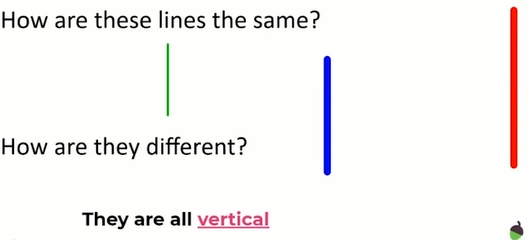 How are these lines the same?
How are they different?
They are all vertical